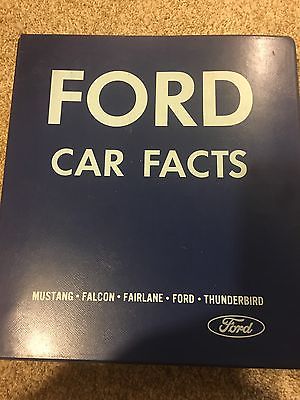 FORD
CAR FACTS
MUSTANG • FALCON • FAIRLANE • FORD • THUNDERBIRD
Ford